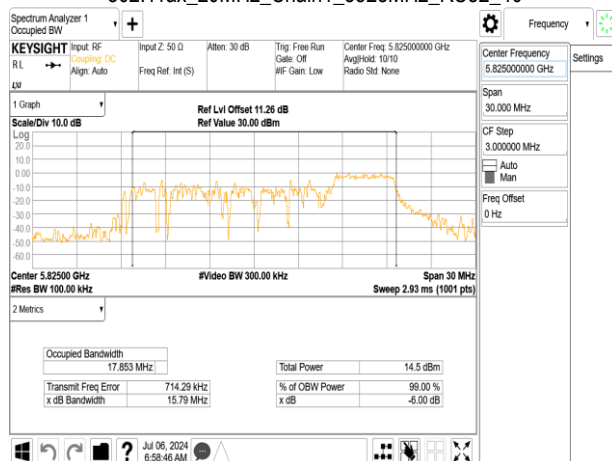 Spectrum Analyzer 1
Occupied BW
Frequency
KEYSIGHT
Input: RF
Coupling: DC
Align: Auto
Input Z: 50 Ω
Freq Ref: Int (S)
Atten: 30 dB
Trig: Free Run
Gate: Off
#IF Gain: Low
Center Freq: 5.825000000 GHz
Avg|Hold: 10/10
Radio Std: None
RL
LXI
Center Frequency
5.825000000 GHz
Settings
Span
30.000 MHz
CF Step
3.000000 MHz
Auto
Man
Freq Offset
0 Hz
1 Graph
Scale/Div 10.0 dB
Ref Lvl Offset 11.26 dB
Ref Value 30.00 dBm
Log
20.0
10.0
0.00
-10.0
-20.0
-30.0
-40.0
-50.0
-60.0
Center 5.82500 GHz
#Res BW 100.00 kHz
#Video BW 300.00 kHz
Span 30 MHz
Sweep 2.93 ms (1001 pts)
2 Metrics
Occupied Bandwidth
17.853 MHz
Total Power 14.5 dBm
Transmit Freq Error 714.29 kHz
% of OBW Power 99.00 %
x dB Bandwidth 15.79 MHz
x dB -6.00 dB
Jul 06, 2024
6:58:46 AM